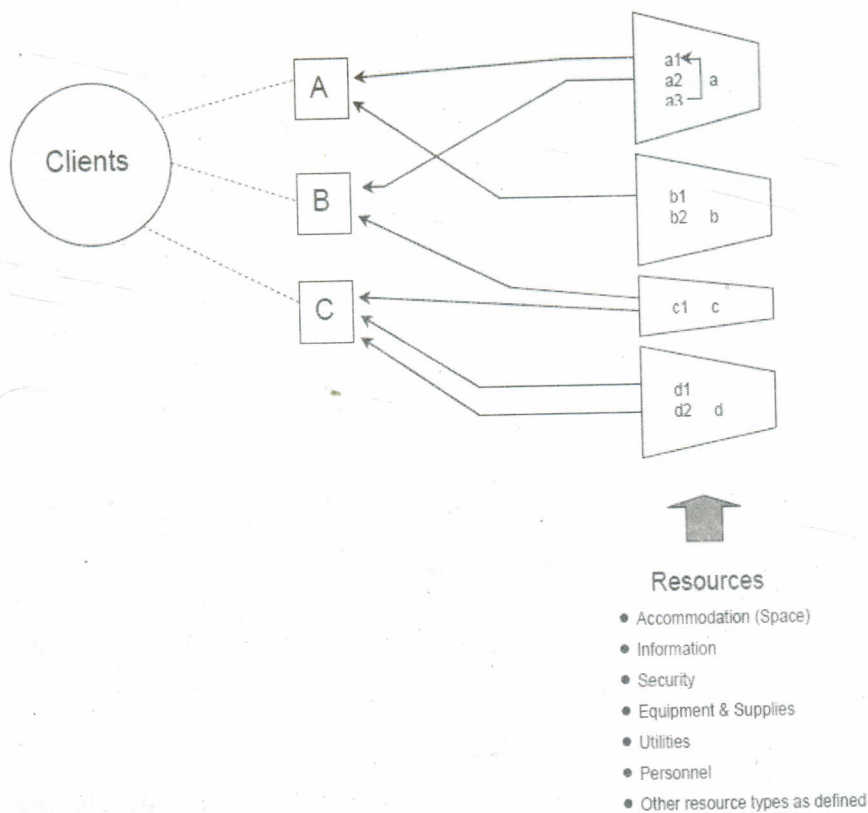 Clients
A
B
C
a1
a2 a
a3
b1
b2 b
c1 c
d1
d2 d
Resources
• Accommodation (Space)
• Information
• Security
• Equipment & Supplies
• Utilities
• Personnel
• Other resource types as defined